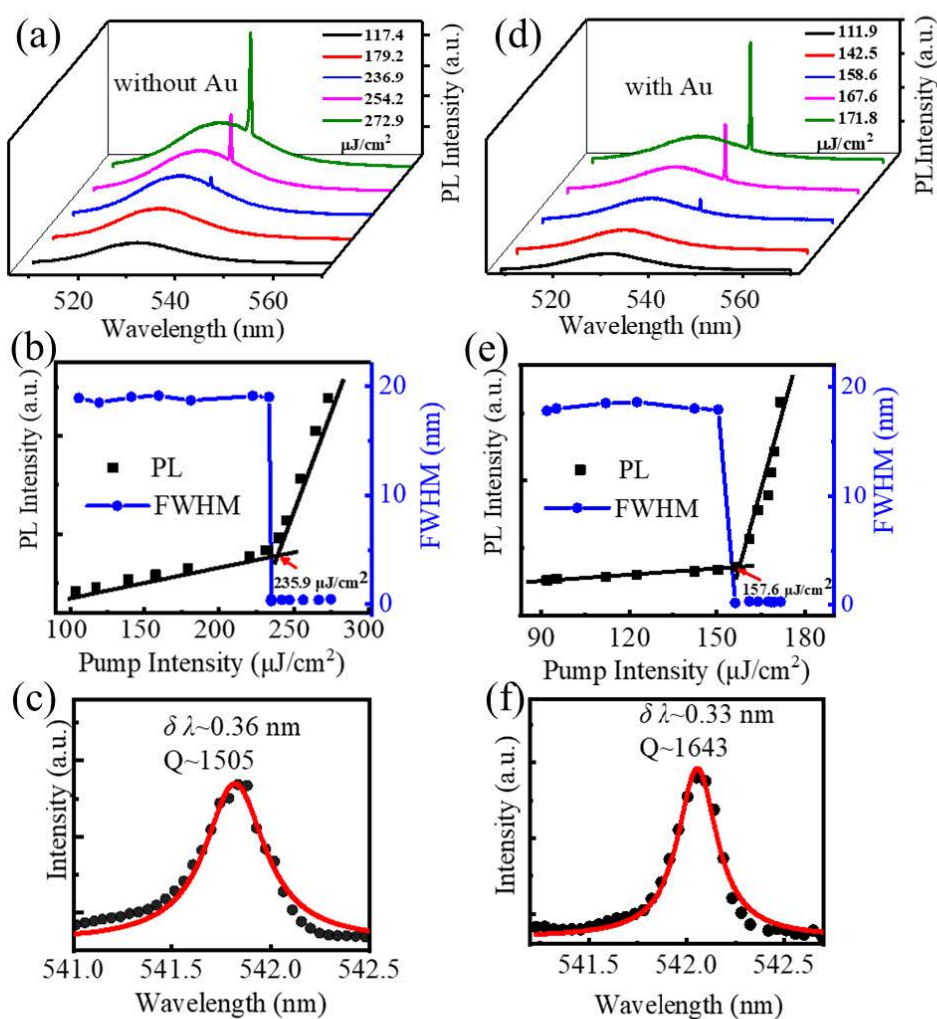 (a)
without Au
117.4
179.2
236.9
254.2
272.9
μJ/cm²
PL Intensity (a.u.)
520 540 560
Wavelength (nm)
(d)
with Au
111.9
142.5
158.6
167.6
171.8
μJ/cm²
PL Intensity (a.u.)
520 540 560
Wavelength (nm)
(b)
PL Intensity (a.u.)
PL
FWHM
235.9 μJ/cm²
20
10
0
FWHM (nm)
100 150 200 250 300
Pump Intensity (μJ/cm²)
(e)
PL Intensity (a.u.)
PL
FWHM
157.6 μJ/cm²
20
10
0
FWHM (nm)
90 120 150 180
Pump Intensity (μJ/cm²)
(c)
δ λ~0.36 nm
Q~1505
Intensity (a.u.)
541.0 541.5 542.0 542.5
Wavelength (nm)
(f)
δ λ~0.33 nm
Q~1643
Intensity (a.u.)
541.5 542.0 542.5
Wavelength (nm)